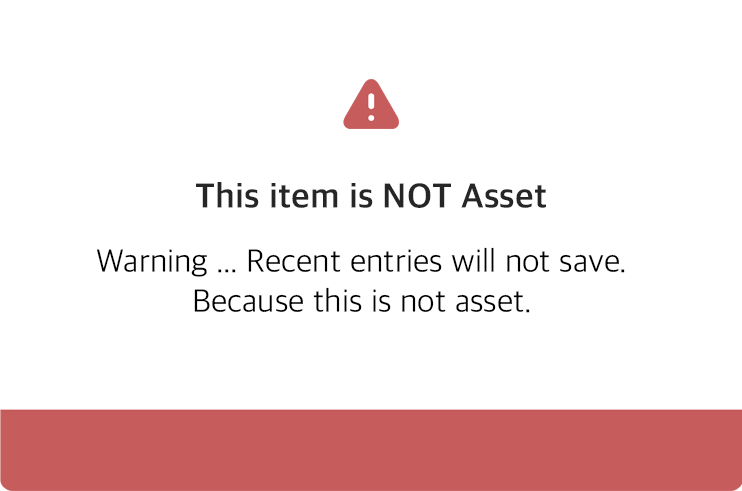 This item is NOT Asset
Warning ... Recent entries will not save.
Because this is not asset.